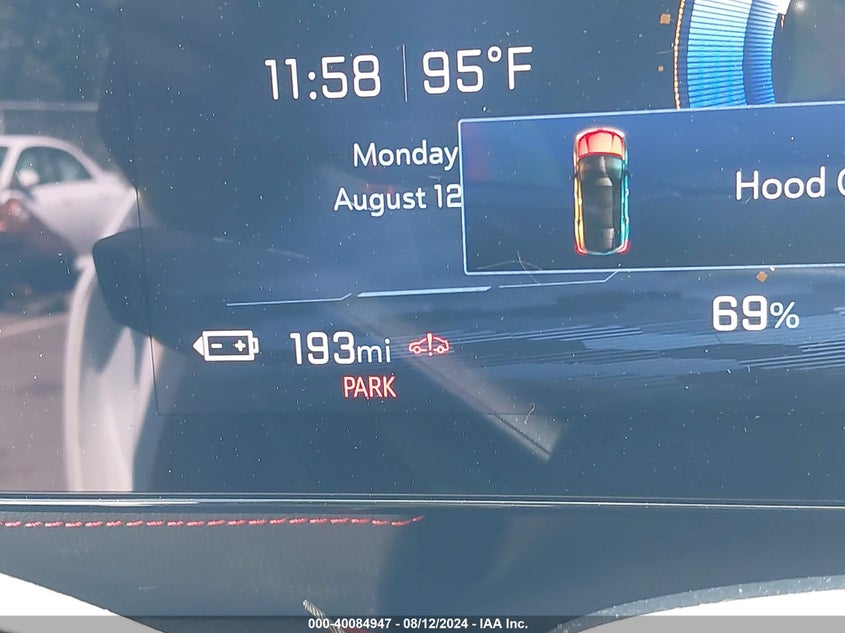 11:58 95°F
Monday
August 12
Hood
193mi
69%
PARK
000-40084947 - 08/12/2024 - IAA Inc.